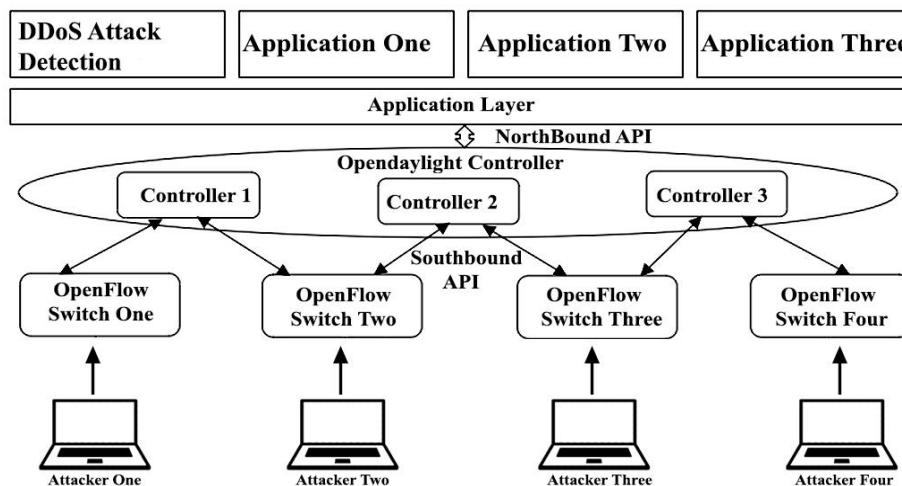 DDoS Attack
Detection
Application One
Application Two
Application Three
Application Layer
NorthBound API
Opendaylight Controller
Controller 1
Controller 2
Controller 3
Southbound
API
OpenFlow
Switch One
OpenFlow
Switch Two
OpenFlow
Switch Three
OpenFlow
Switch Four
Attacker One
Attacker Two
Attacker Three
Attacker Four